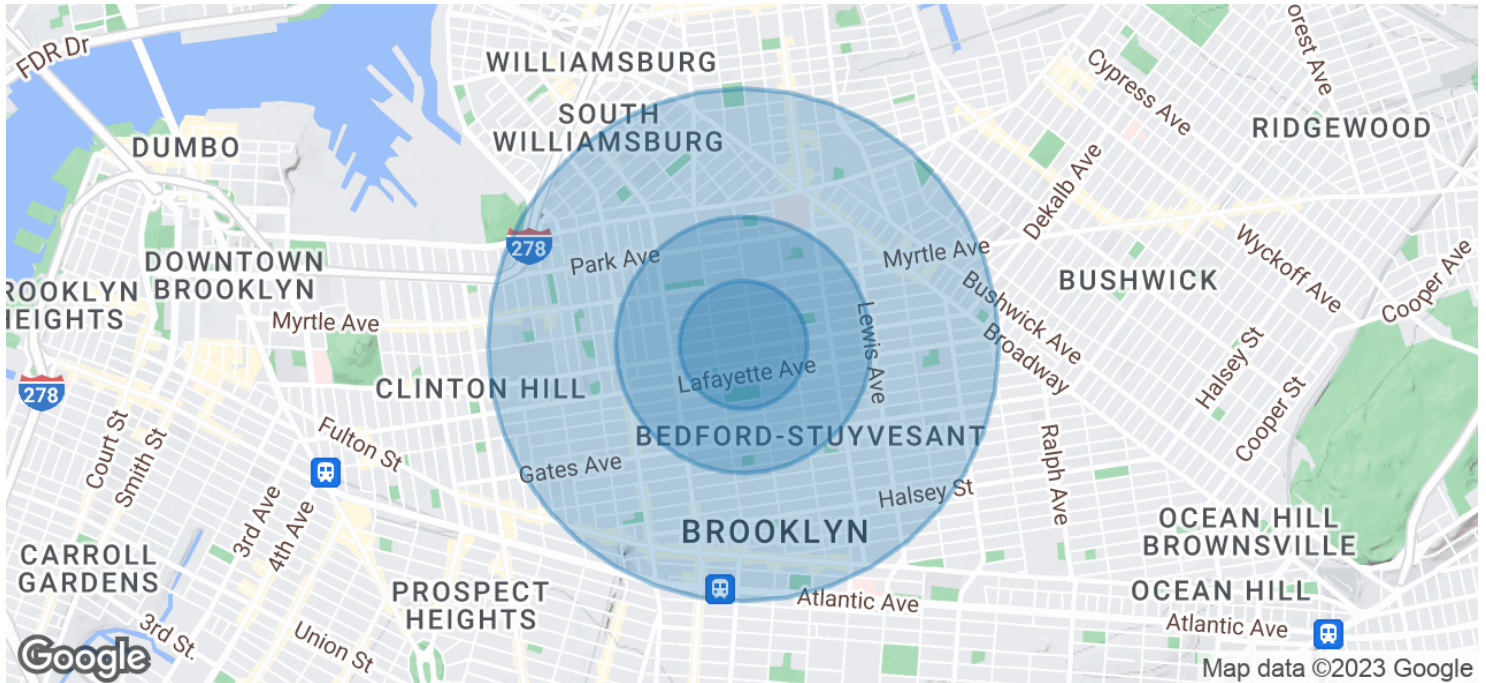 FDR Dr
WILLIAMSBURG
Cypress Ave
orest Ave
SOUTH
WILLIAMSBURG
RIDGEWOOD
DUMBO
Dekalb Ave
278
Park Ave
Myrtle Ave
Wyckoff Ave
Cooper Ave
DOWNTOWN
BROOKLYN
BUSHWICK
ROOKLYN
HEIGHTS
Myrtle Ave
Bushwick Ave
Broadway
Lewis Ave
Halsey St
Lafayette Ave
278
CLINTON HILL
Cooper St
Court St
Smith St
Fulton St
BEDFORD-STUYVESANT
Gates Ave
Ralph Ave
Halsey St
3rd Ave
4th Ave
BROOKLYN
OCEAN HILL
BROWNSVILLE
CARROLL
GARDENS
PROSPECT
HEIGHTS
OCEAN HILL
Atlantic Ave
Atlantic Ave
3rd St.
Union St
Google
Map data ©2023 Google